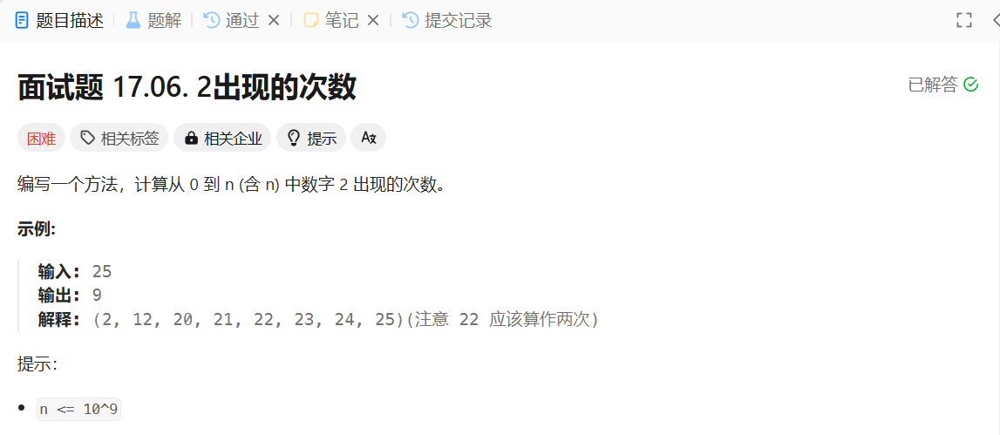 题目描述 题解 通过 笔记 提交记录
面试题 17.06. 2出现的次数
已解答
困难 相关标签 相关企业 提示
编写一个方法，计算从 0 到 n (含 n) 中数字 2 出现的次数。
示例:
输入: 25
输出: 9
解释: (2, 12, 20, 21, 22, 23, 24, 25)(注意 22 应该算作两次)
提示：
n <= 10^9